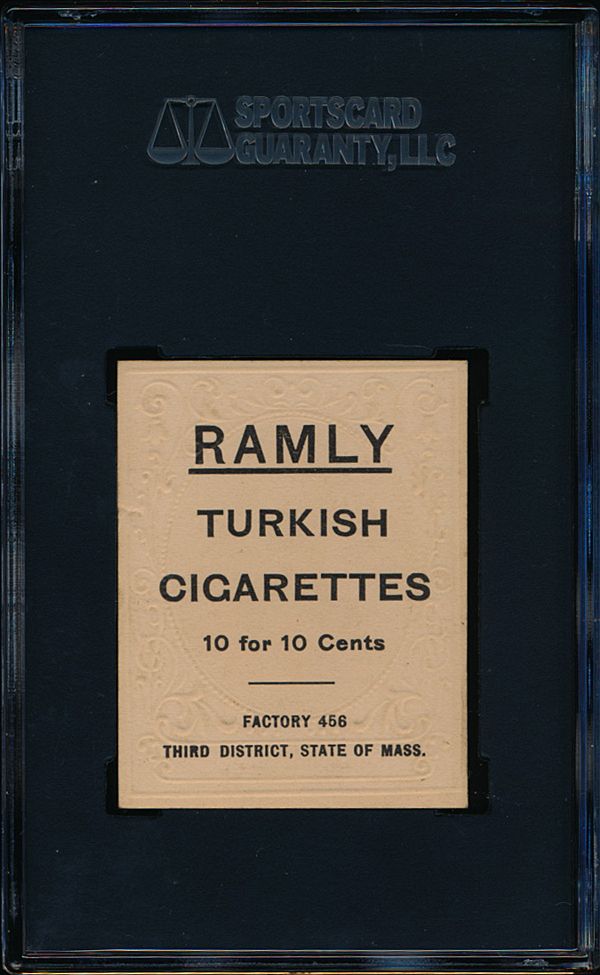 SPORTSCARD
GUARANTY, LLC
RAMLY
TURKISH
CIGARETTES
10 for 10 Cents
FACTORY 456
THIRD DISTRICT, STATE OF MASS.